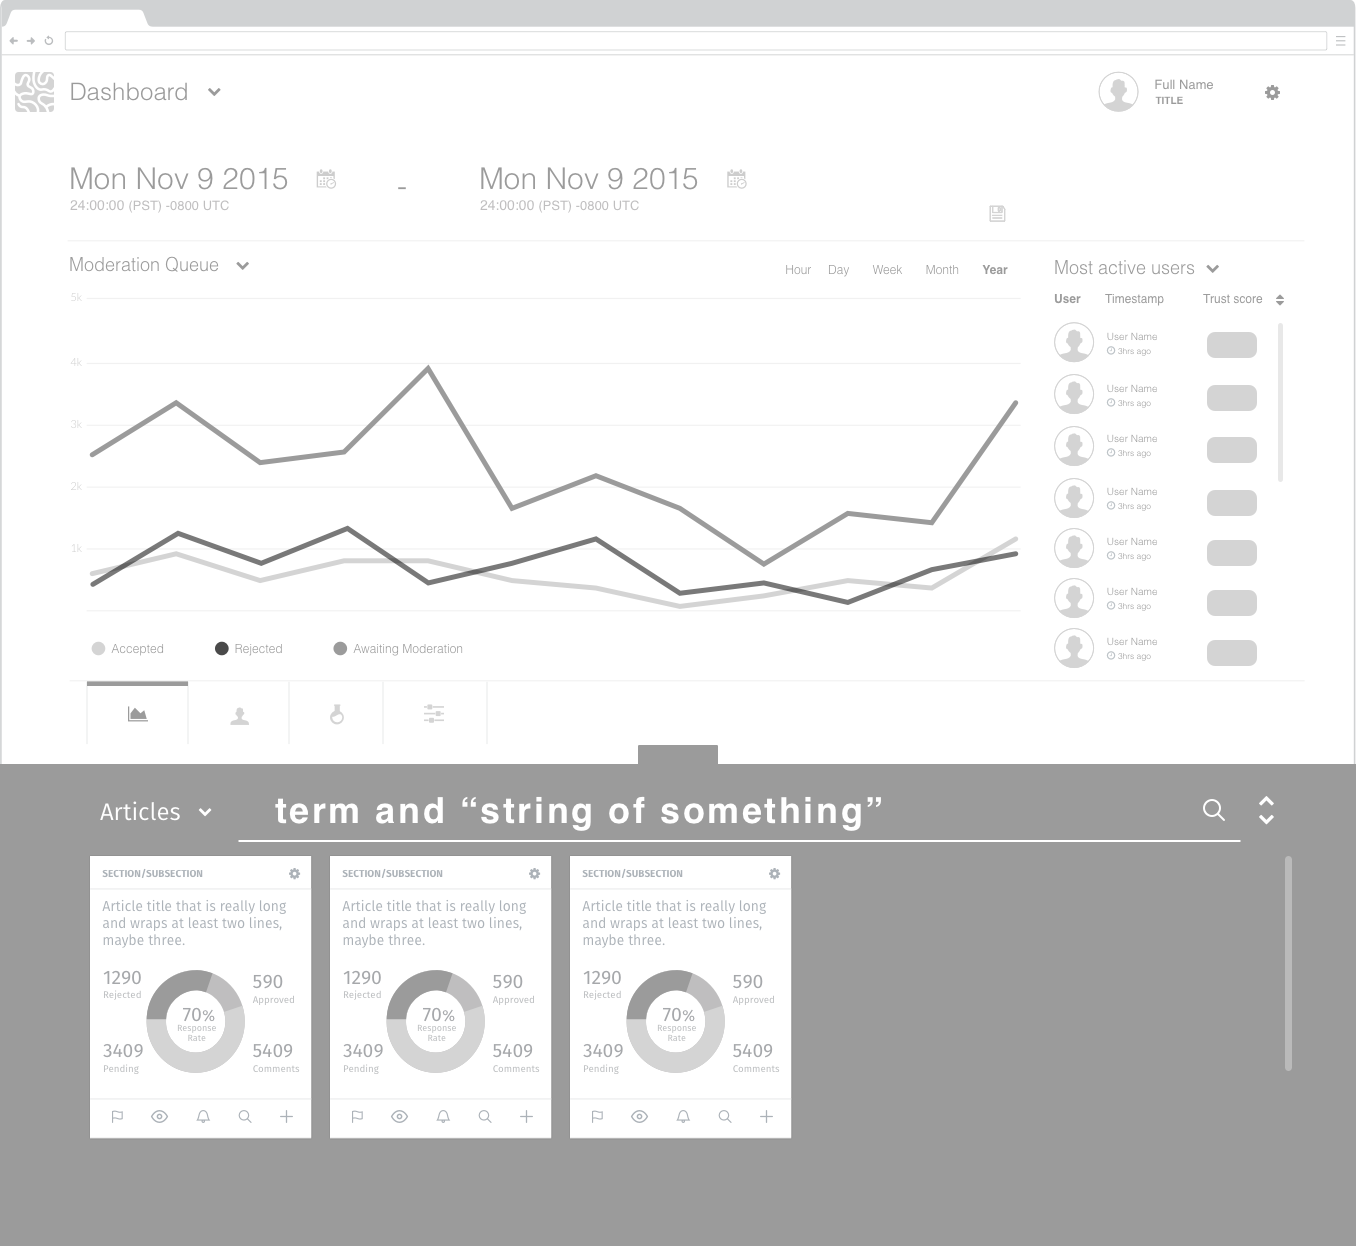 Dashboard
Full Name
TITLE
Mon Nov 9 2015
24:00:00 (PST) -0800 UTC
-
Mon Nov 9 2015
24:00:00 (PST) -0800 UTC
Moderation Queue
Hour Day Week Month Year
5k
4k
3k
2k
1k
Accepted Rejected Awaiting Moderation
Most active users
User Timestamp Trust score
User Name
3hrs ago
User Name
3hrs ago
User Name
3hrs ago
User Name
3hrs ago
User Name
3hrs ago
User Name
3hrs ago
User Name
3hrs ago
Articles
term and “string of something”
SECTION/SUBSECTION
Article title that is really long
and wraps at least two lines,
maybe three.
1290
Rejected
590
Approved
70%
Response
Rate
3409
Pending
5409
Comments
SECTION/SUBSECTION
Article title that is really long
and wraps at least two lines,
maybe three.
1290
Rejected
590
Approved
70%
Response
Rate
3409
Pending
5409
Comments
SECTION/SUBSECTION
Article title that is really long
and wraps at least two lines,
maybe three.
1290
Rejected
590
Approved
70%
Response
Rate
3409
Pending
5409
Comments